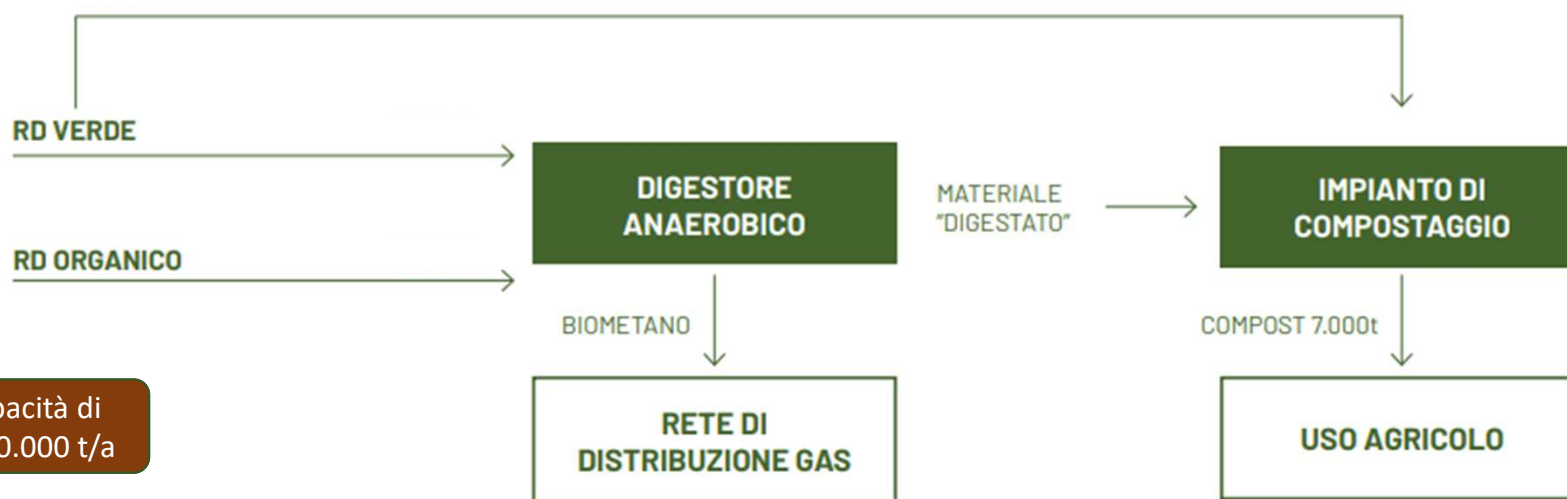 RD VERDE
RD ORGANICO
DIGESTORE
ANAEROBICO
MATERIALE
"DIGESTATO"
IMPIANTO DI
COMPOSTAGGIO
BIOMETANO
COMPOST 7.000t
RETE DI
DISTRIBUZIONE GAS
USO AGRICOLO
di
t/a